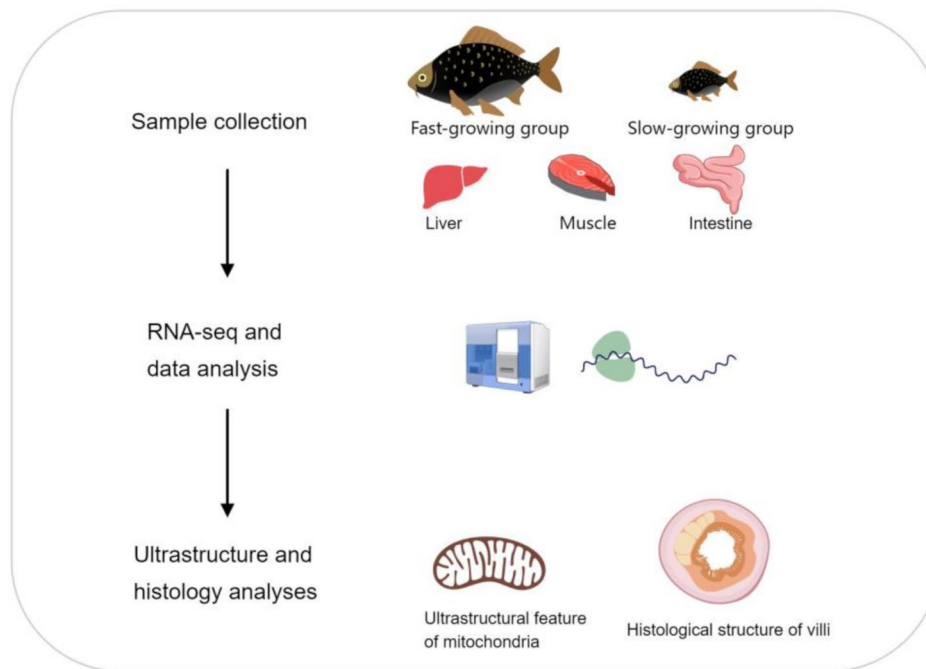 Sample collection
Fast-growing group
Slow-growing group
Liver
Muscle
Intestine
RNA-seq and
data analysis
Ultrastructure and
histology analyses
Ultrastructural feature
of mitochondria
Histological structure of villi